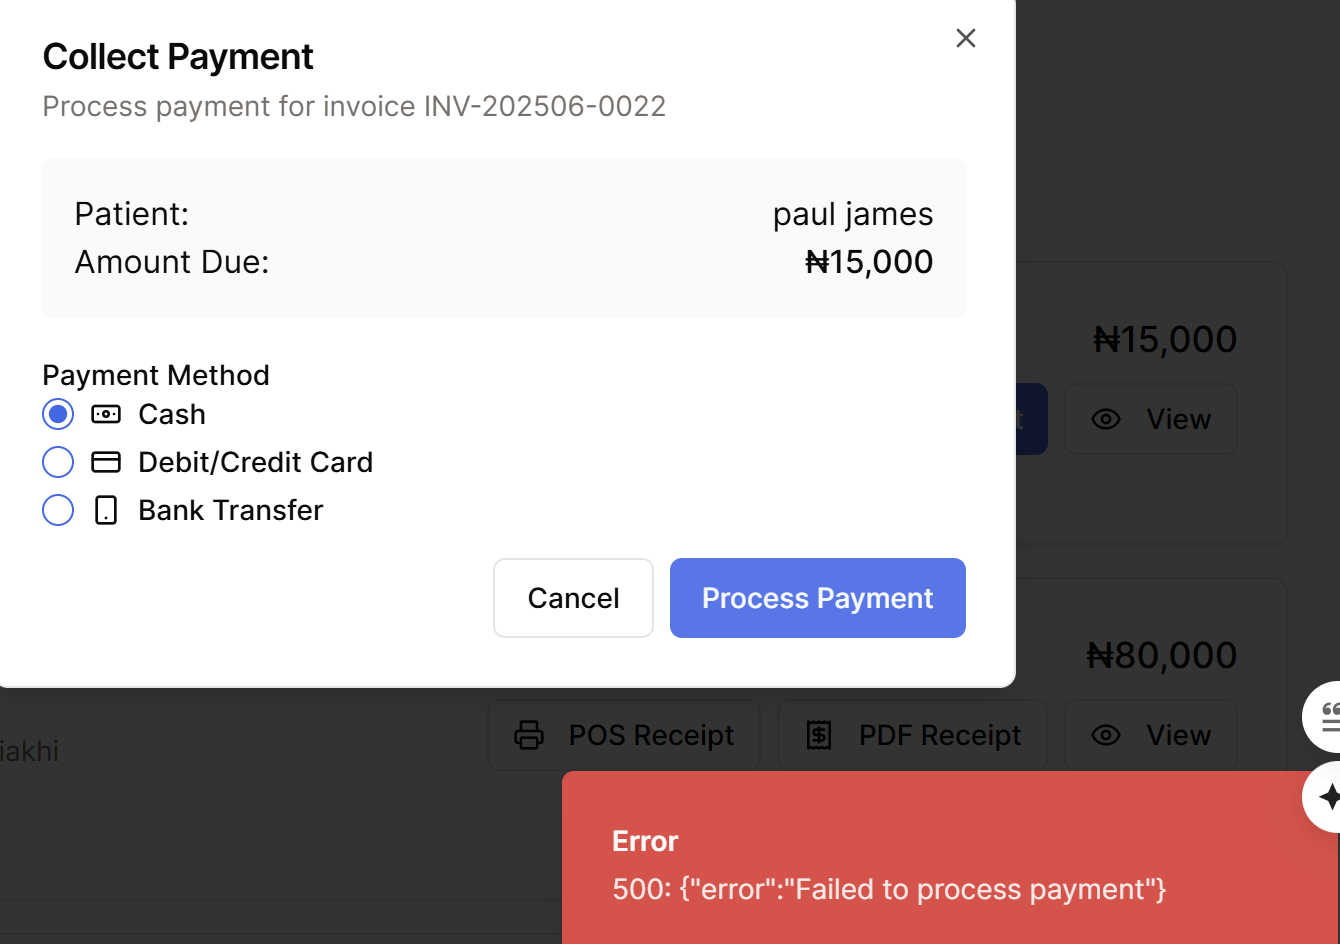 Collect Payment
Process payment for invoice INV-202506-0022
Patient: paul james
Amount Due: ₦15,000
Payment Method
Cash
Debit/Credit Card
Bank Transfer
Cancel Process Payment
₦15,000
t View
₦80,000
iakhi POS Receipt PDF Receipt View
Error
500: {"error":"Failed to process payment"}